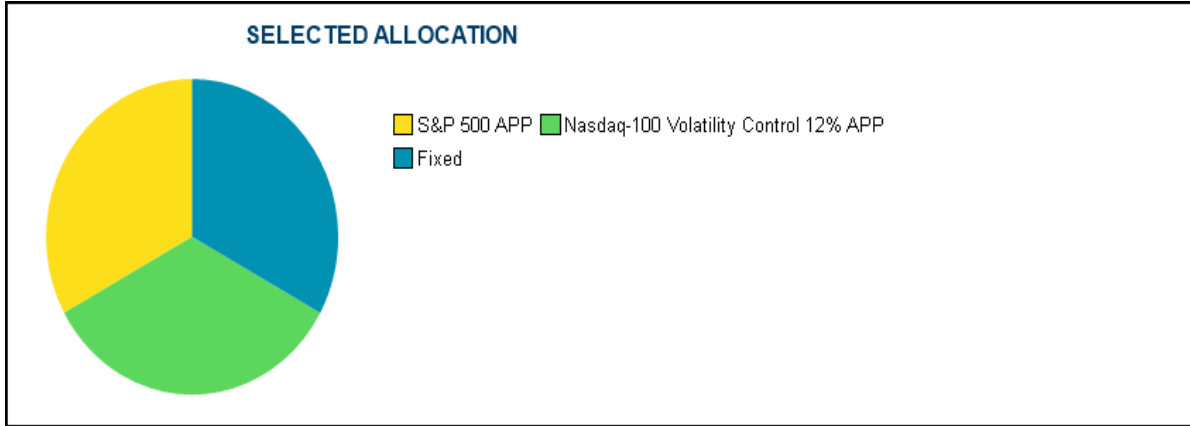 SELECTED ALLOCATION
S&P 500 APP Nasdaq-100 Volatility Control 12% APP
Fixed